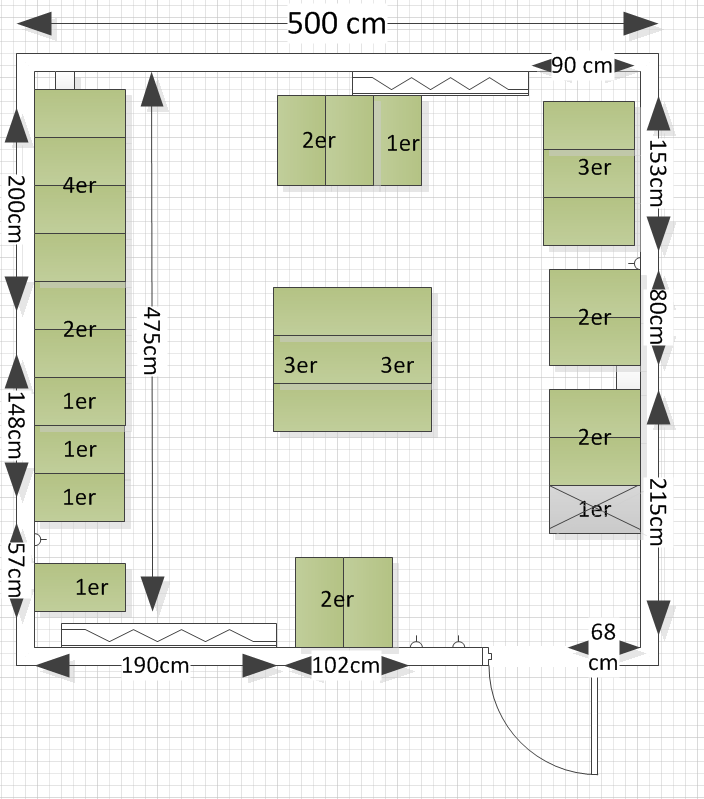 500 cm
90 cm
2er
1er
153cm
3er
4er
200cm
475cm
2er
80cm
2er
3er
3er
1er
148cm
2er
1er
1er
1er
215cm
57cm
1er
2er
68
cm
190cm
102cm